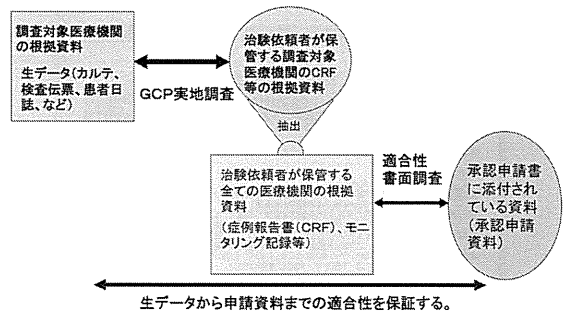 調査対象医療機関
の根拠資料
生データ(カルテ、
検査伝票、患者日
誌、など)
GCP実地調査
治験依頼者が保
管する調査対象
医療機関のCRF
等の根拠資料
抽出
治験依頼者が保管する
全ての医療機関の根拠
資料
(症例報告書(CRF)、モニ
タリング記録等)
適合性
書面調査
承認申請書
に添付され
ている資料
(承認申請
資料)
生データから申請資料までの適合性を保証する。